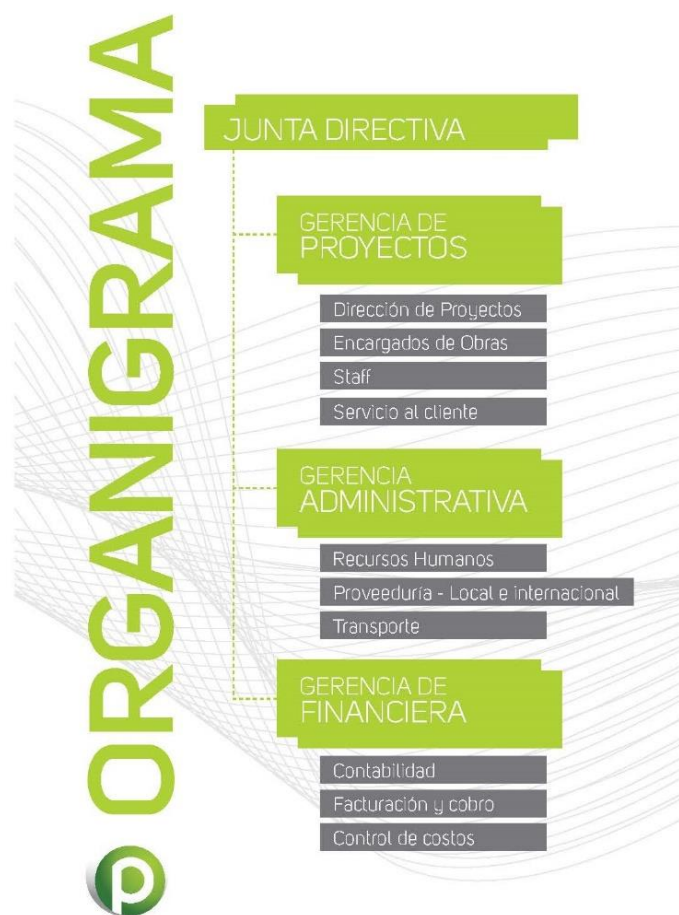 ORGANIGRAMA
JUNTA DIRECTIVA
GERENCIA DE
PROYECTOS
Dirección de Proyectos
Encargados de Obras
Staff
Servicio al cliente
GERENCIA
ADMINISTRATIVA
Recursos Humanos
Proveeduría - Local e internacional
Transporte
GERENCIA DE
FINANCIERA
Contabilidad
Facturación y cobro
Control de costos
p